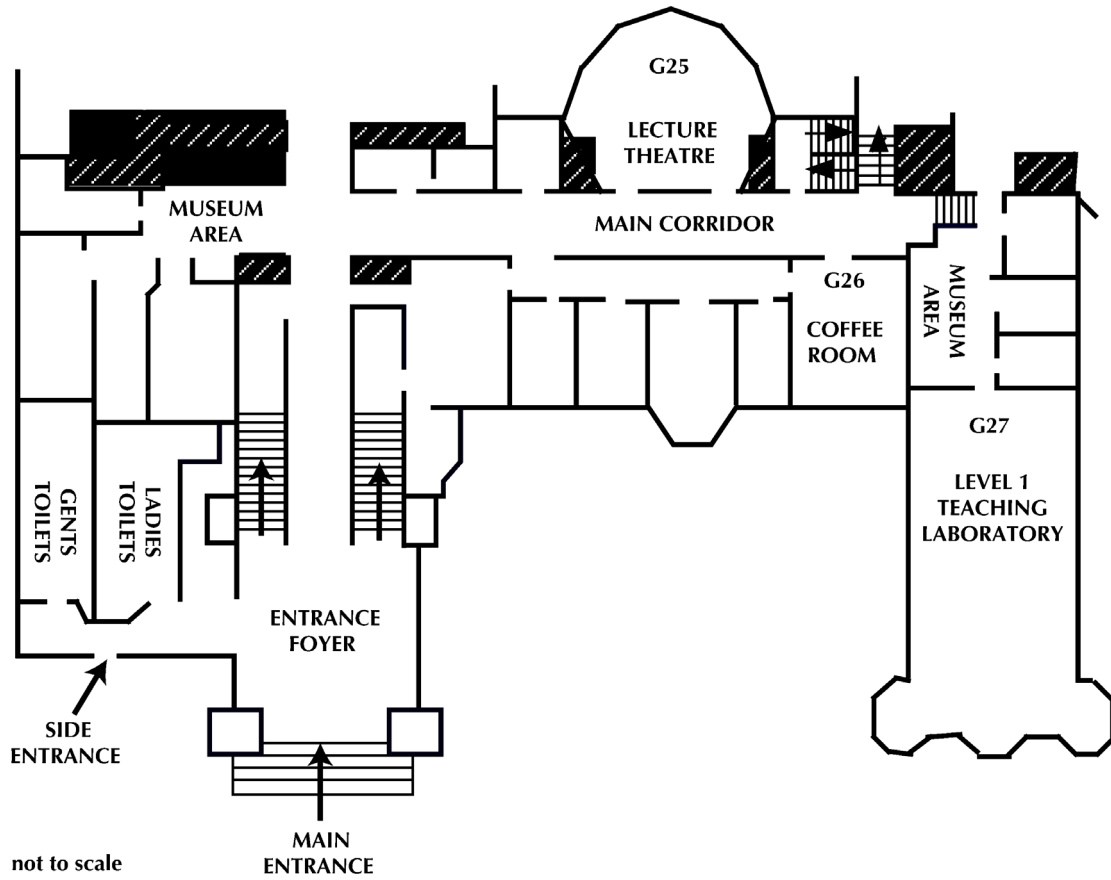 G25
LECTURE
THEATRE
MUSEUM
AREA
MAIN CORRIDOR
G26
COFFEE
ROOM
MUSEUM
AREA
G27
LEVEL 1
TEACHING
LABORATORY
GENTS
TOILETS
LADIES
TOILETS
ENTRANCE
FOYER
SIDE
ENTRANCE
MAIN
ENTRANCE
not to scale